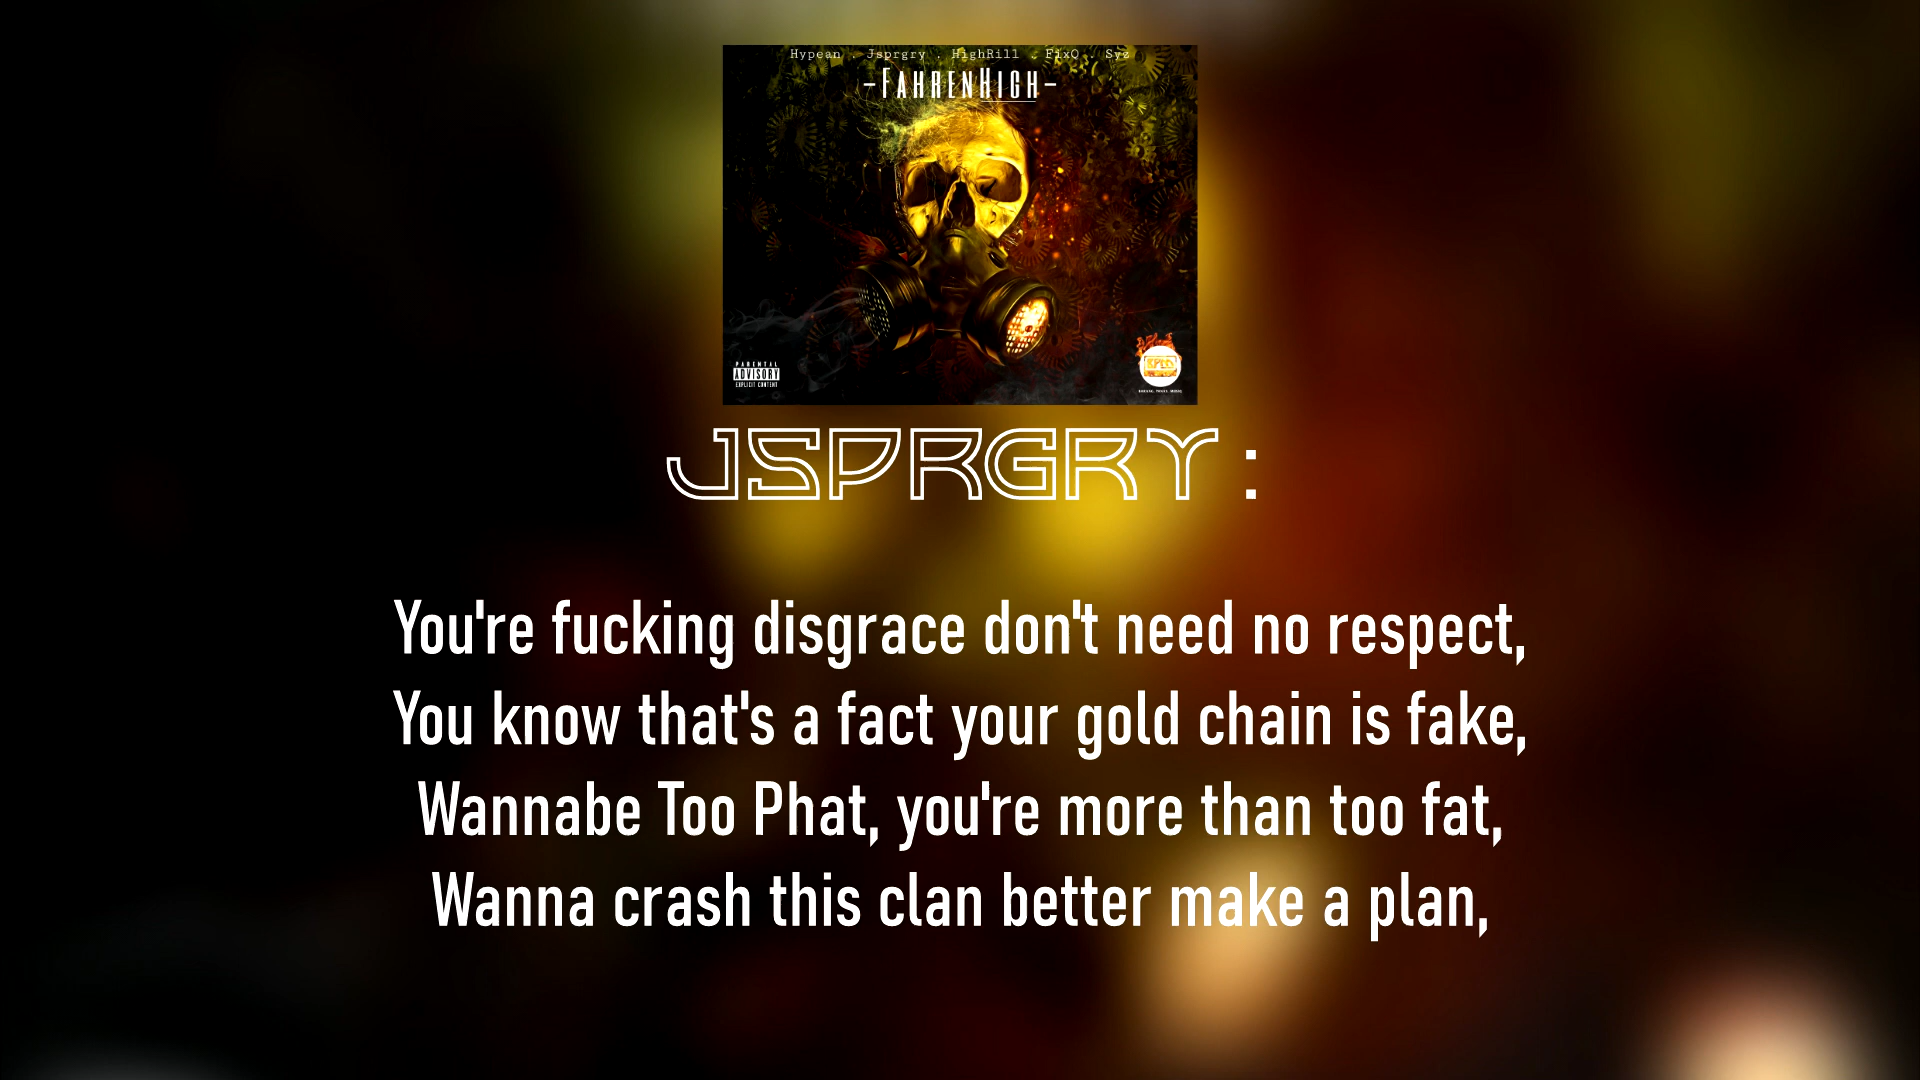 Hypean . Jsprgry . HighRill . FixQ . Syz
-FAHRENHIGH-
PARENTAL
ADVISORY
EXPLICIT CONTENT
JSPRGRY :
You're fucking disgrace don't need no respect,
You know that's a fact your gold chain is fake,
Wannabe Too Phat, you're more than too fat,
Wanna crash this clan better make a plan,